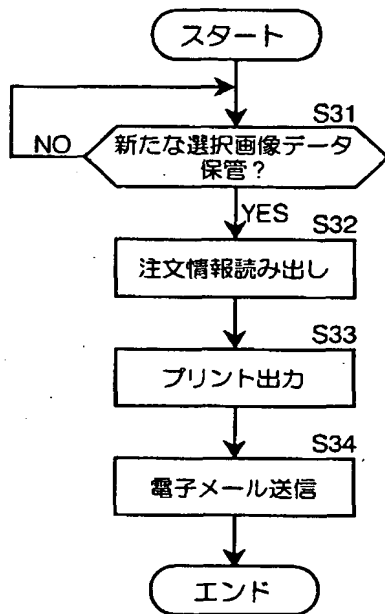 スタート
S31
新たな選択画像データ
保管？
NO
YES
S32
注文情報読み出し
S33
プリント出力
S34
電子メール送信
エンド